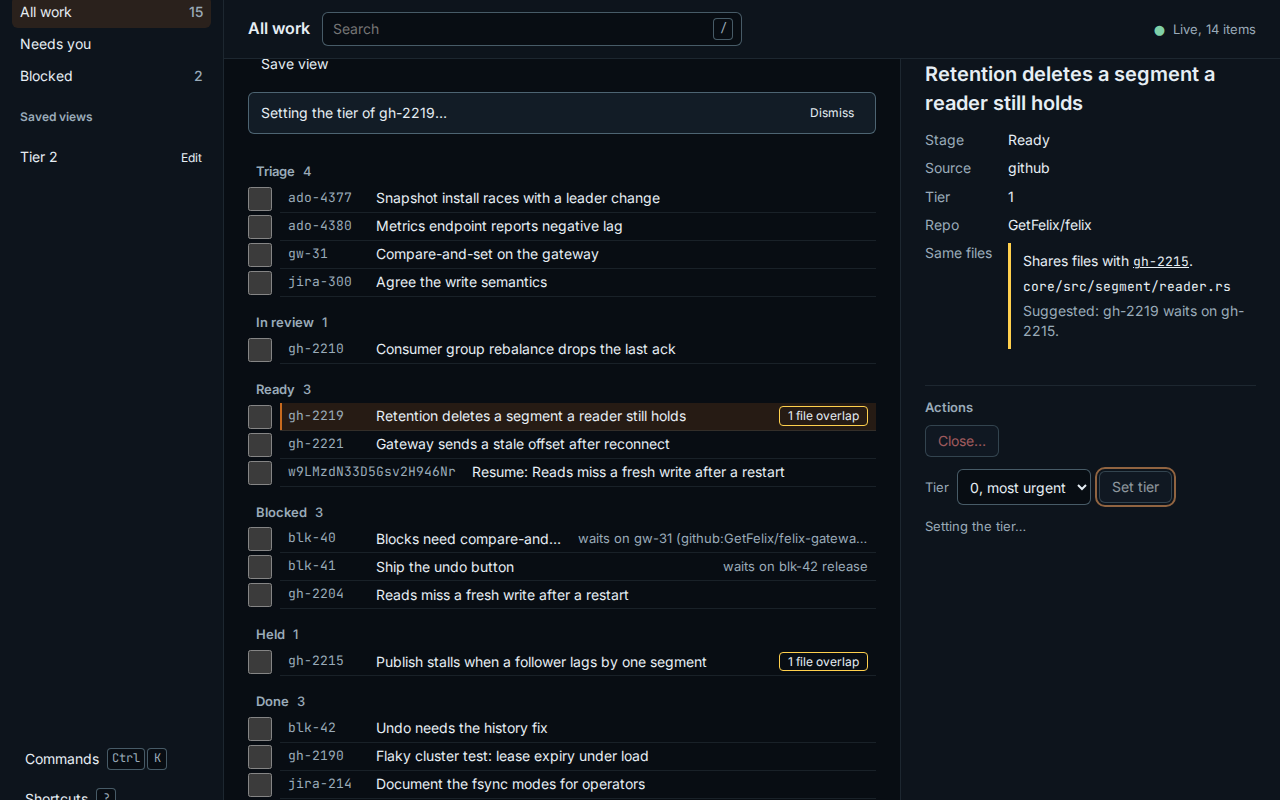 All work 15
Needs you
Blocked 2
Saved views
Tier 2 Edit
Commands Ctrl K
Shortcuts ?
All work Search /
Live, 14 items
Save view
Setting the tier of gh-2219... Dismiss
Triage 4
ado-4377 Snapshot install races with a leader change
ado-4380 Metrics endpoint reports negative lag
gw-31 Compare-and-set on the gateway
jira-300 Agree the write semantics
In review 1
gh-2210 Consumer group rebalance drops the last ack
Ready 3
gh-2219 Retention deletes a segment a reader still holds 1 file overlap
gh-2221 Gateway sends a stale offset after reconnect
w9LMzdN33D5Gsv2H946Nr Resume: Reads miss a fresh write after a restart
Blocked 3
blk-40 Blocks need compare-and... waits on gw-31 (github:GetFelix/felix-gatewa...
blk-41 Ship the undo button waits on blk-42 release
gh-2204 Reads miss a fresh write after a restart
Held 1
gh-2215 Publish stalls when a follower lags by one segment 1 file overlap
Done 3
blk-42 Undo needs the history fix
gh-2190 Flaky cluster test: lease expiry under load
jira-214 Document the fsync modes for operators
Retention deletes a segment a
reader still holds
Stage Ready
Source github
Tier 1
Repo GetFelix/felix
Same files Shares files with gh-2215.
core/src/segment/reader.rs
Suggested: gh-2219 waits on gh-
2215.
Actions
Close...
Tier 0, most urgent Set tier
Setting the tier...